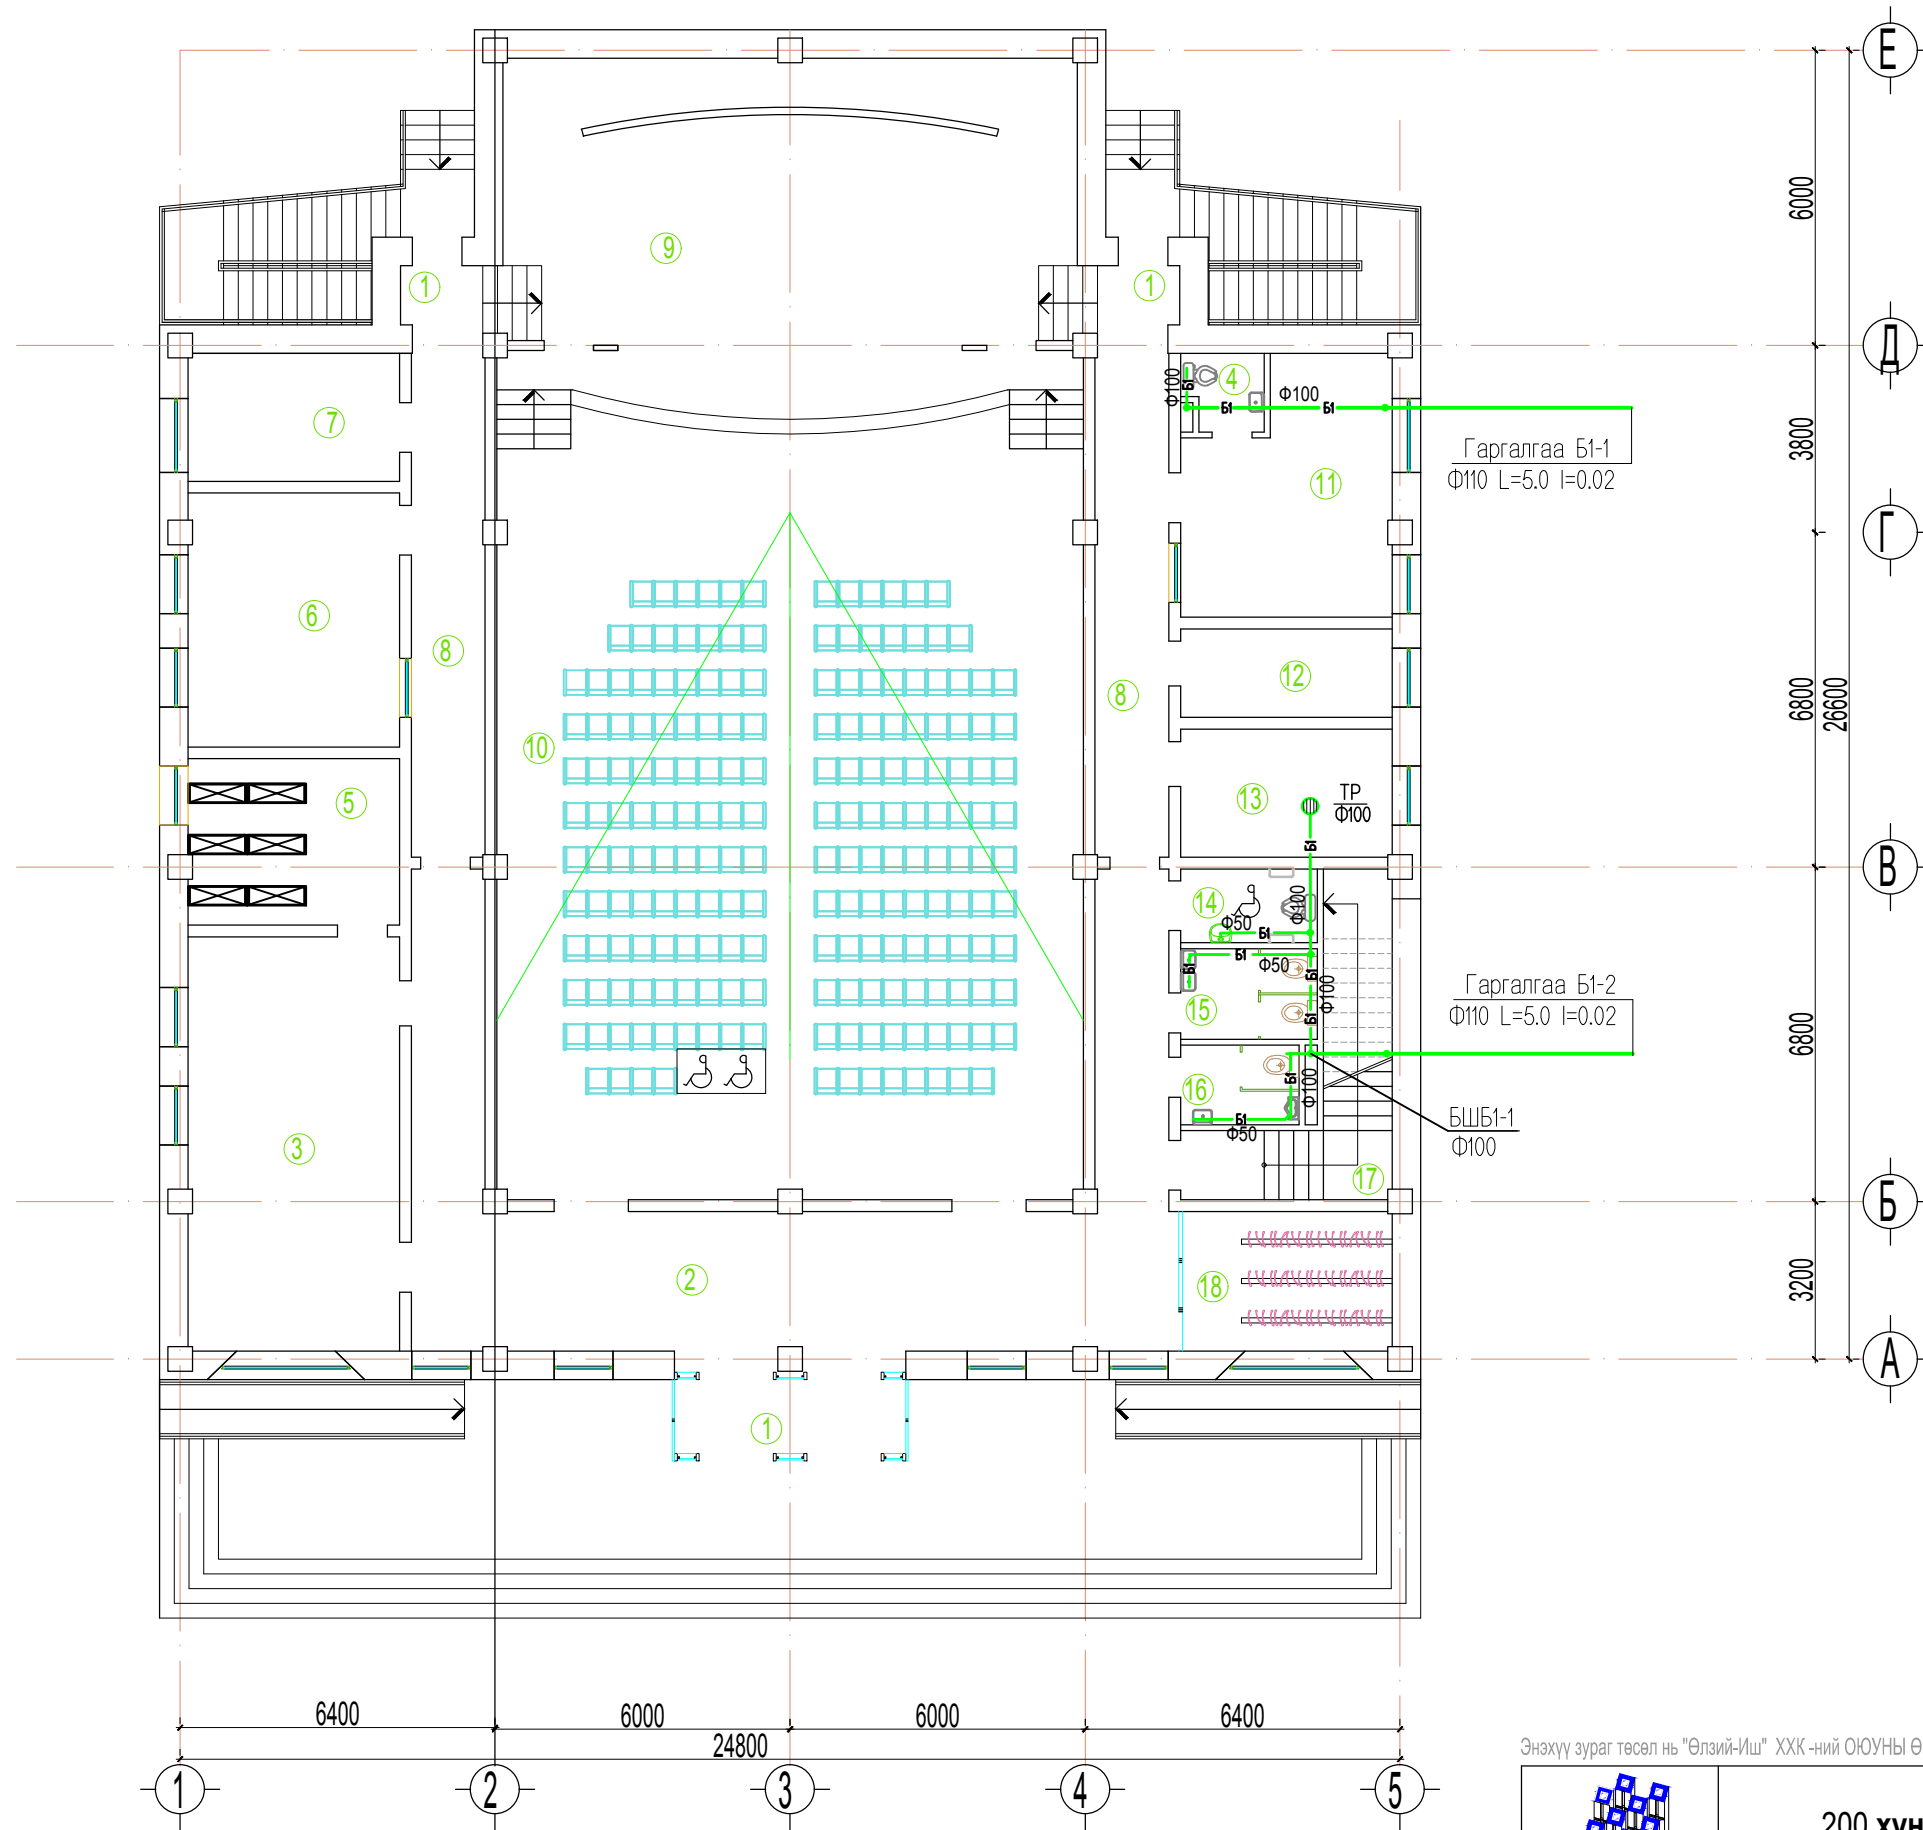 Е
6000
9
1
1
Д
Ф100
Б1
4
Ф100
Б1
Б1
7
3800
Гаргалгаа Б1-1
Ф110 L=5.0 I=0.02
11
Г
6
8
12
8
6800
26600
10
5
13
ТР
Ф100
Б1
В
14
Ф100
Ф50
Б1
Б1
Б1
Ф50
Б1
Ф100
15
Б1
Гаргалгаа Б1-2
Ф110 L=5.0 I=0.02
6800
16
Б1
Ф100
Б1
Ф50
БШБ1-1
Ф100
3
17
Б
2
18
3200
А
1
6400
6000
6000
6400
24800
1
2
3
4
5
Энэхүү зураг төсөл нь "Өлзий-Иш" ХХК -ний ОЮУНЫ Ө
200 хүн